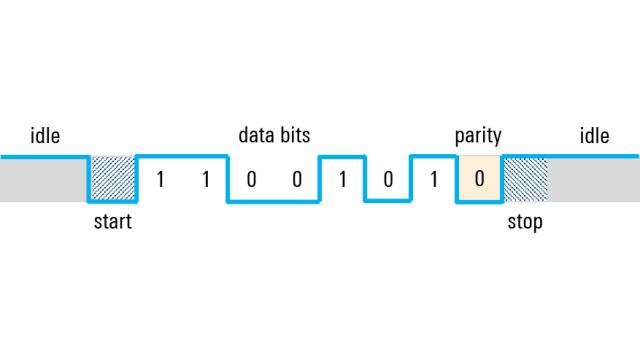 idle data bits parity idle
1 1 0 0 1 0 1 0
start stop